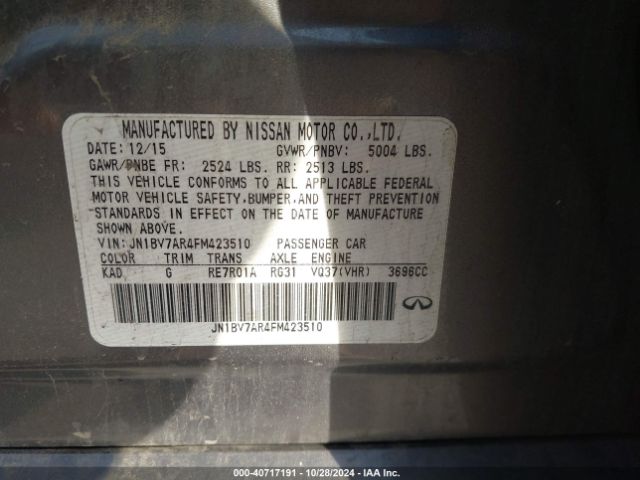 MANUFACTURED BY NISSAN MOTOR CO.,LTD.
DATE: 12/15 GVWR/PNBV: 5004 LBS.
GAWR/PNBE FR: 2524 LBS. RR: 2513 LBS.
THIS VEHICLE CONFORMS TO ALL APPLICABLE FEDERAL
MOTOR VEHICLE SAFETY, BUMPER, AND THEFT PREVENTION
STANDARDS IN EFFECT ON THE DATE OF MANUFACTURE
SHOWN ABOVE.
VIN: JN1BV7AR4FM423510 PASSENGER CAR
COLOR TRIM TRANS AXLE ENGINE
KAD G RE7R01A RG31 VQ37(VHR) 3696CC
JN1BV7AR4FM423510
000-40717191 | 10/28/2024 | IAA Inc.